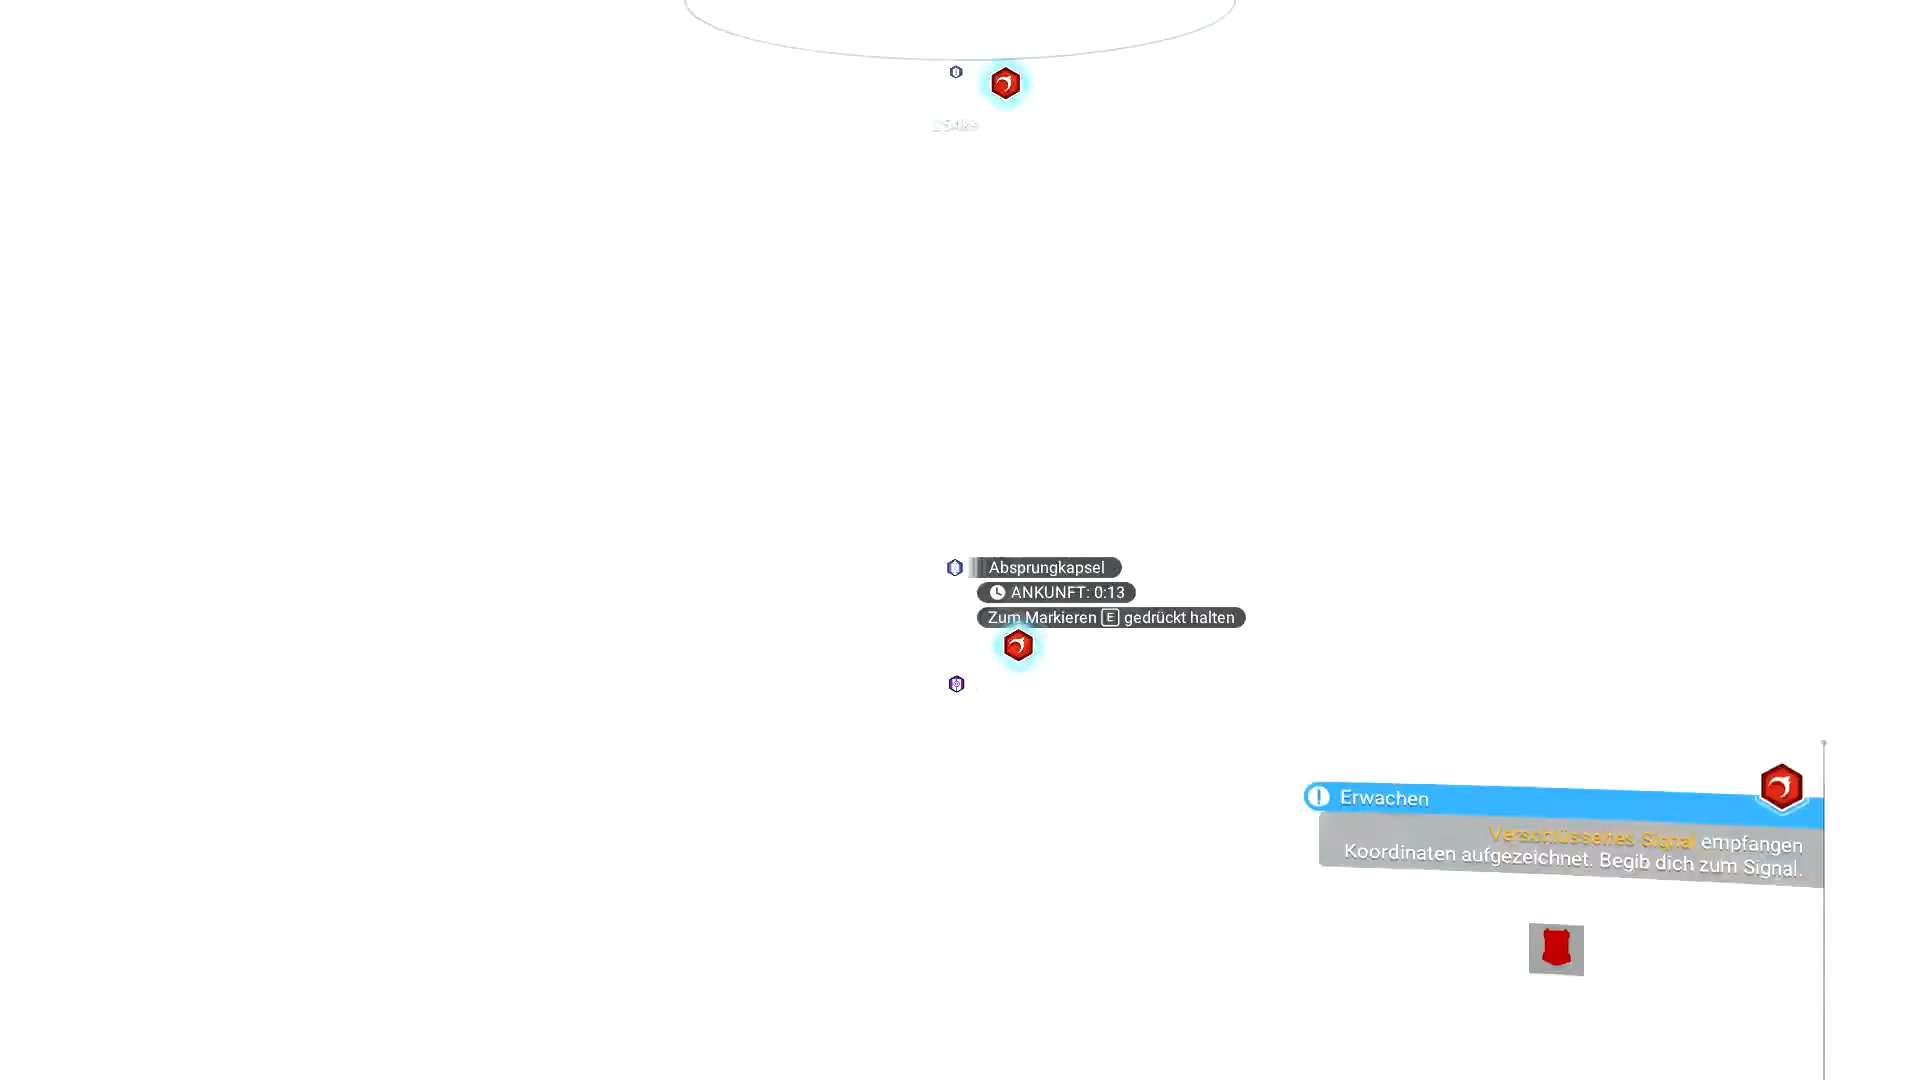 Absprungkapsel
ANKUNFT: 0:13
Zum Markieren E gedrückt halten
Erwachen
Verschlüsseltes Signal empfangen
Koordinaten aufgezeichnet. Begib dich zum Signal.